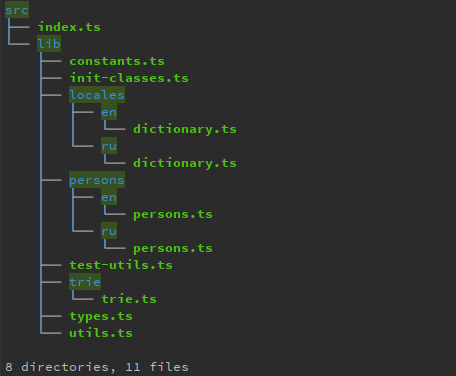 src
├── index.ts
└── lib
    ├── constants.ts
    ├── init-classes.ts
    ├── locales
    │   ├── en
    │   │   └── dictionary.ts
    │   └── ru
    │       └── dictionary.ts
    ├── persons
    │   ├── en
    │   │   └── persons.ts
    │   └── ru
    │       └── persons.ts
    ├── test-utils.ts
    ├── trie
    │   └── trie.ts
    ├── types.ts
    └── utils.ts

8 directories, 11 files